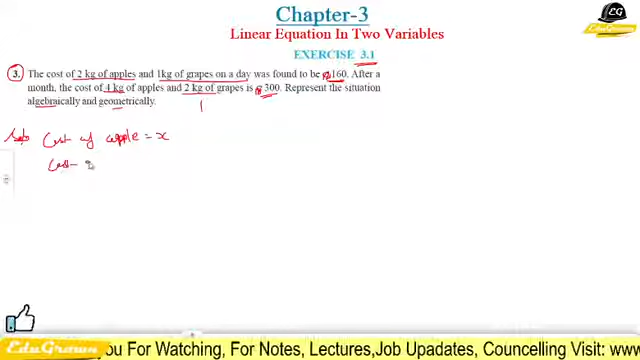 Chapter-3
EG
Linear Equation In Two Variables
EXERCISE 3.1
3. The cost of 2 kg of apples and 1kg of grapes on a day was found to be ₹160. After
a month, the cost of 4 kg of apples and 2 kg of grapes is ₹300. Represent the situation
algebraically and geometrically.
Cost of apple = x
Cost
EduGrown
you For Watching, For Notes, Lectures,Job Upadates, Councelling Visit: www